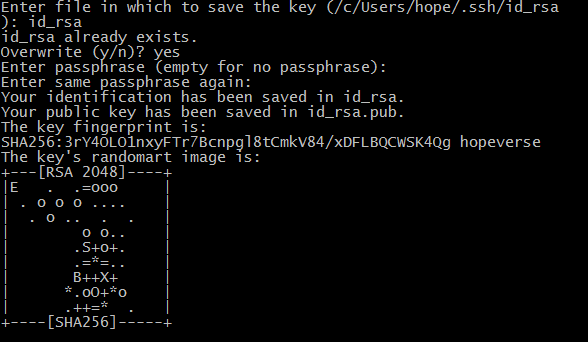 Enter file in which to save the key (/c/Users/hope/.ssh/id_rsa
): id_rsa
id_rsa already exists.
Overwrite (y/n)? yes
Enter passphrase (empty for no passphrase):
Enter same passphrase again:
Your identification has been saved in id_rsa.
Your public key has been saved in id_rsa.pub.
The key fingerprint is:
SHA256:3rY4OLO1nxyFTr7Bcnpgl8tCmkV84/xDFLBQCWSK4Qg hopeverse
The key's randomart image is:
+---[RSA 2048]----+
|E   .  .=ooo     |
| . o o o ....    |
|  . o ..  .  .   |
|        o o..    |
|       .S+o+.    |
|       .=*=..    |
|       B++X+     |
|      *.oO+*o    |
|      .++=*  .   |
+----[SHA256]-----+